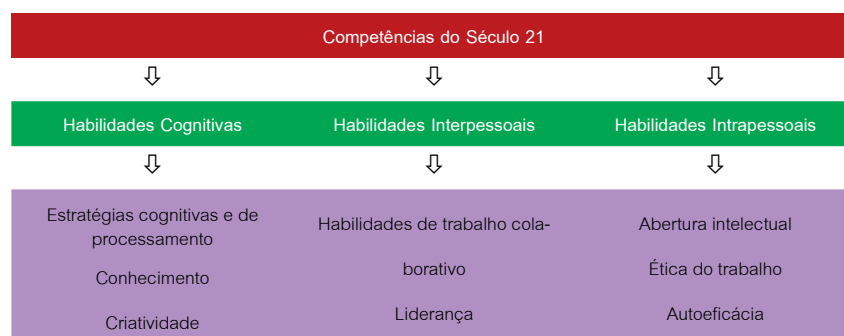 Competências do Século 21
Habilidades Cognitivas
Habilidades Interpessoais
Habilidades Intrapessoais
Estratégias cognitivas e de
processamento
Conhecimento
Criatividade
Habilidades de trabalho cola-
borativo
Liderança
Abertura intelectual
Ética do trabalho
Autoeficácia